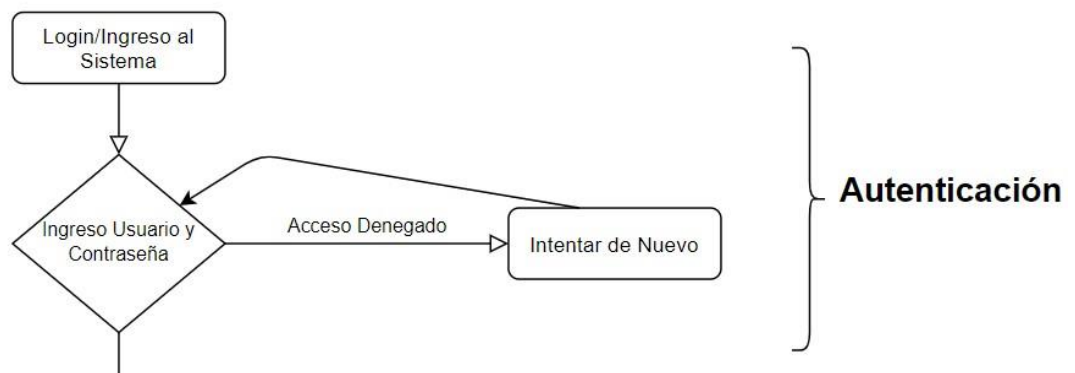 Login/Ingreso al
Sistema
Ingreso Usuario y
Contraseña
Acceso Denegado
Intentar de Nuevo
Autenticación